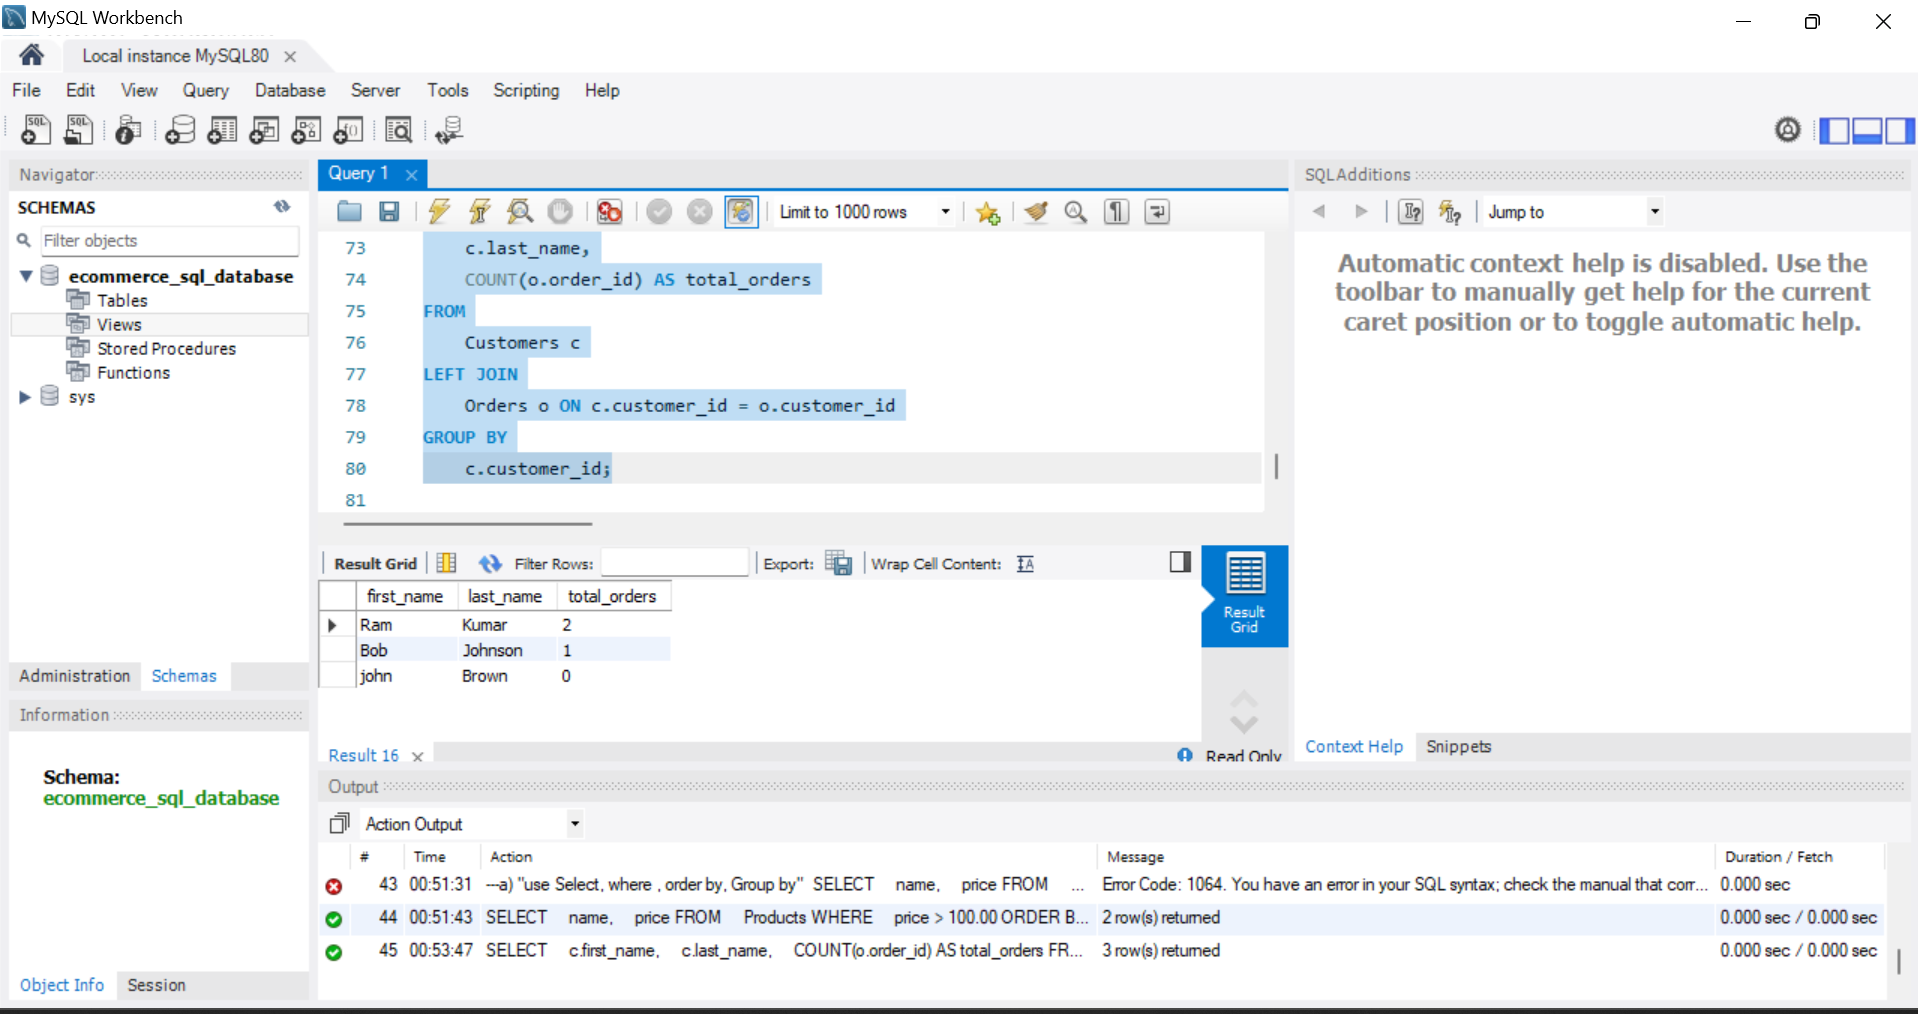 MySQL Workbench
Local instance MySQL80
File Edit View Query Database Server Tools Scripting Help
Navigator
SCHEMAS
Filter objects
ecommerce_sql_database
Tables
Views
Stored Procedures
Functions
sys
Administration Schemas
Information
Schema:
ecommerce_sql_database
Object Info Session
Query 1
Limit to 1000 rows
73 c.last_name,
74 COUNT(o.order_id) AS total_orders
75 FROM
76 Customers c
77 LEFT JOIN
78 Orders o ON c.customer_id = o.customer_id
79 GROUP BY
80 c.customer_id;
81
Result Grid Filter Rows: Export: Wrap Cell Content:
first_name last_name total_orders
Ram Kumar 2
Bob Johnson 1
john Brown 0
Result
Grid
Result 16 Read Only
SQLAdditions
Jump to
Automatic context help is disabled. Use the
toolbar to manually get help for the current
caret position or to toggle automatic help.
Context Help Snippets
Output
Action Output
# Time Action Message Duration / Fetch
43 00:51:31 ---a) "use Select, where , order by, Group by" SELECT name, price FROM ... Error Code: 1064. You have an error in your SQL syntax; check the manual that corr... 0.000 sec
44 00:51:43 SELECT name, price FROM Products WHERE price > 100.00 ORDER B... 2 row(s) returned 0.000 sec / 0.000 sec
45 00:53:47 SELECT c.first_name, c.last_name, COUNT(o.order_id) AS total_orders FR... 3 row(s) returned 0.000 sec / 0.000 sec